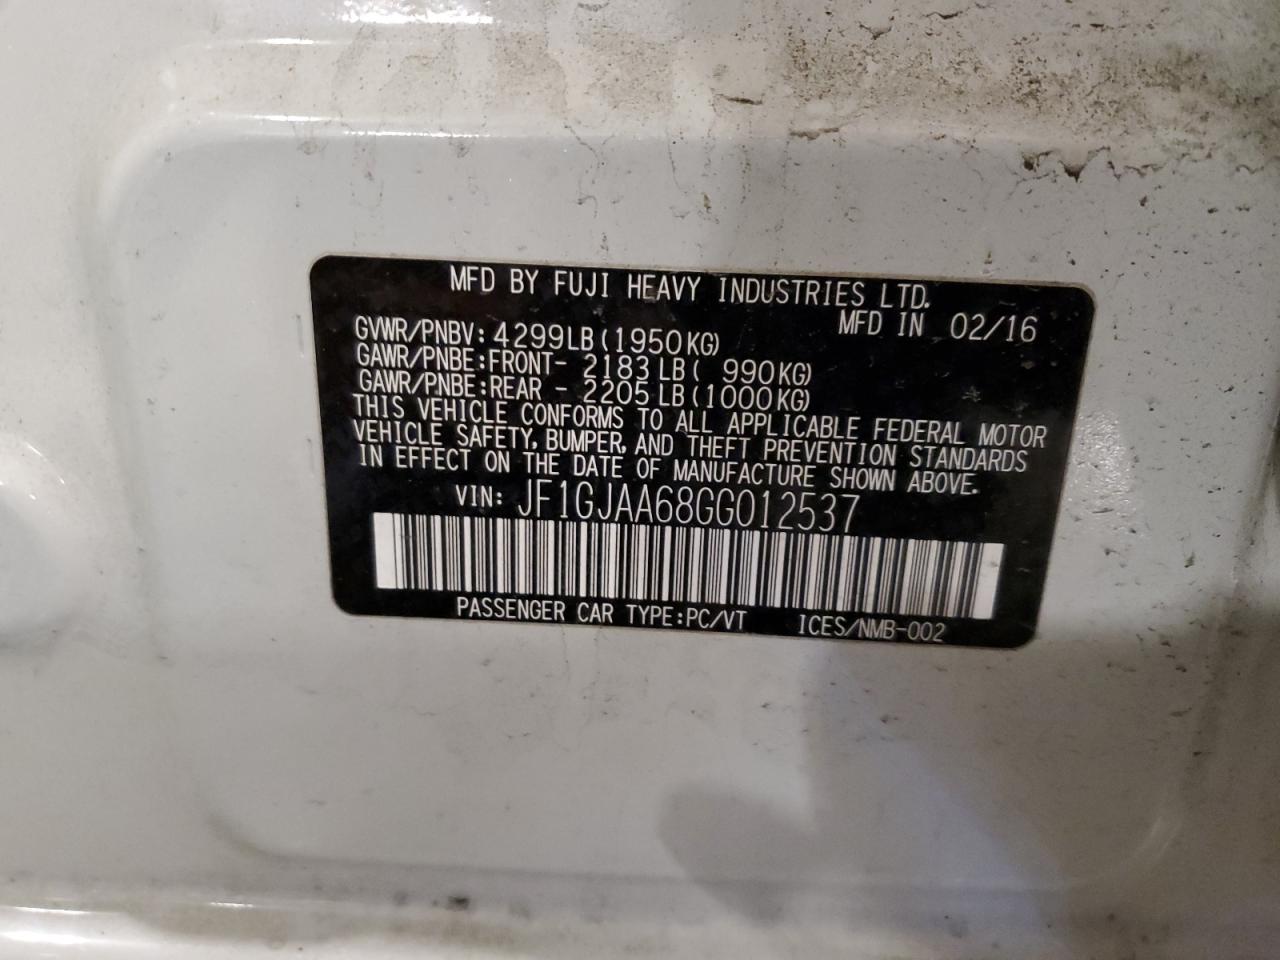 MFD BY FUJI HEAVY INDUSTRIES LTD.
MFD IN 02/16
GVWR/PNBV: 4299LB(1950KG)
GAWR/PNBE:FRONT- 2183LB( 990KG)
GAWR/PNBE:REAR - 2205LB(1000KG)
THIS VEHICLE CONFORMS TO ALL APPLICABLE FEDERAL MOTOR
VEHICLE SAFETY, BUMPER, AND THEFT PREVENTION STANDARDS
IN EFFECT ON THE DATE OF MANUFACTURE SHOWN ABOVE.
VIN: JF1GJAA68GG012537
PASSENGER CAR TYPE:PC/VT ICES/NMB-002